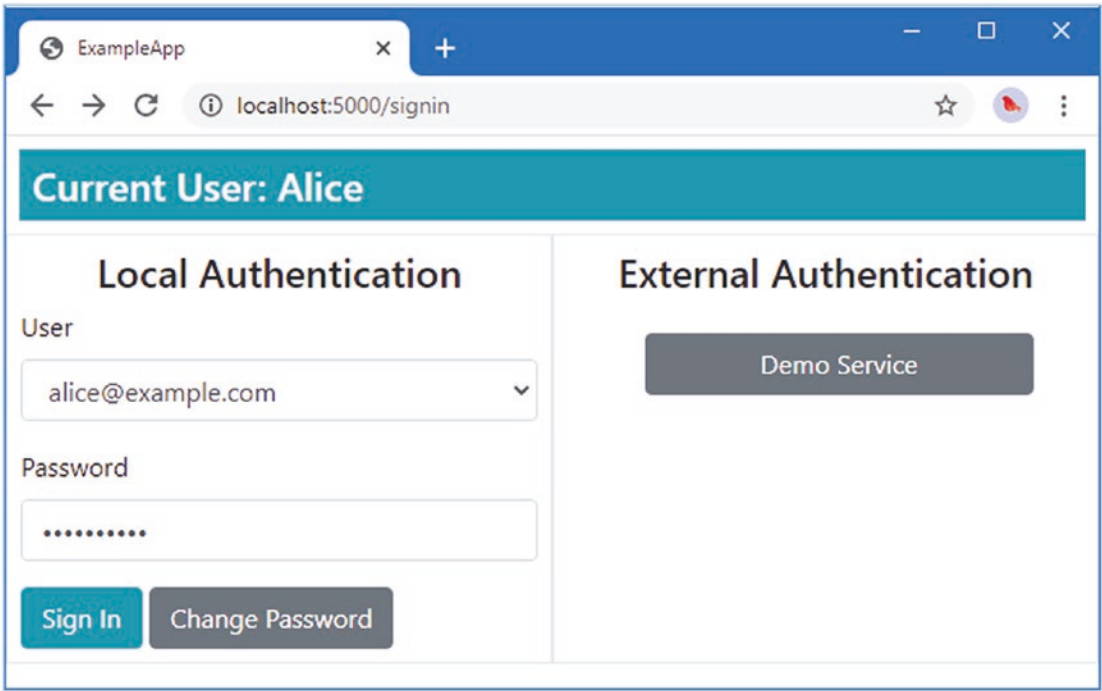 ExampleApp
localhost:5000/signin
Current User: Alice
Local Authentication
User
alice@example.com
Password
••••••••••
Sign In
Change Password
External Authentication
Demo Service